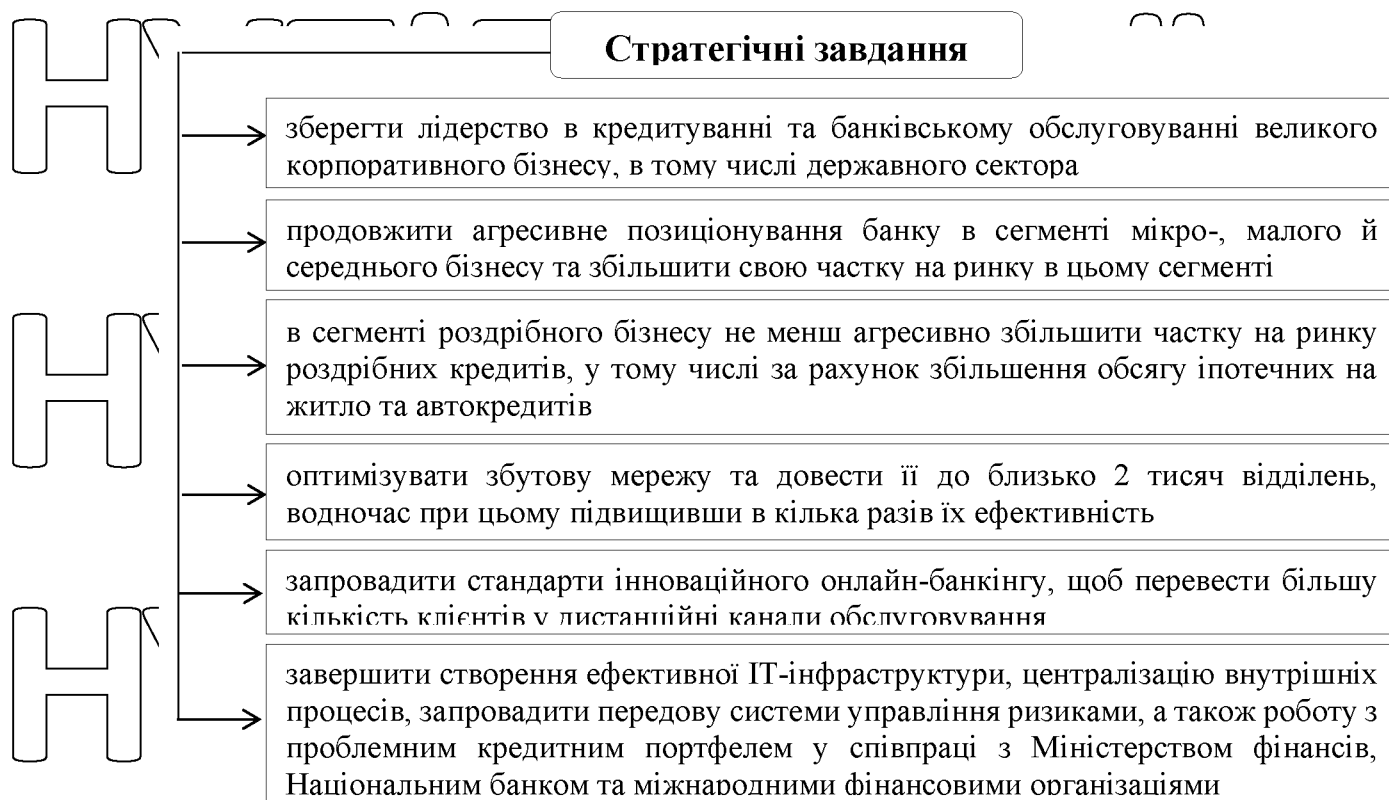 Стратегічні завдання
зберегти лідерство в кредитуванні та банківському обслуговуванні великого
корпоративного бізнесу, в тому числі державного сектора
продовжити агресивне позиціонування банку в сегменті мікро-, малого й
середнього бізнесу та збільшити свою частку на ринку в цьому сегменті
в сегменті роздрібного бізнесу не менш агресивно збільшити частку на ринку
роздрібних кредитів, у тому числі за рахунок збільшення обсягу іпотечних на
житло та автокредитів
оптимізувати збутову мережу та довести її до близько 2 тисяч відділень,
водночас при цьому підвищивши в кілька разів їх ефективність
запровадити стандарти інноваційного онлайн-банкінгу, щоб перевести більшу
кількість клієнтів у дистанційні канали обслуговування
завершити створення ефективної ІТ-інфраструктури, централізацію внутрішніх
процесів, запровадити передову системи управління ризиками, а також роботу з
проблемним кредитним портфелем у співпраці з Міністерством фінансів,
Національним банком та міжнародними фінансовими організаціями